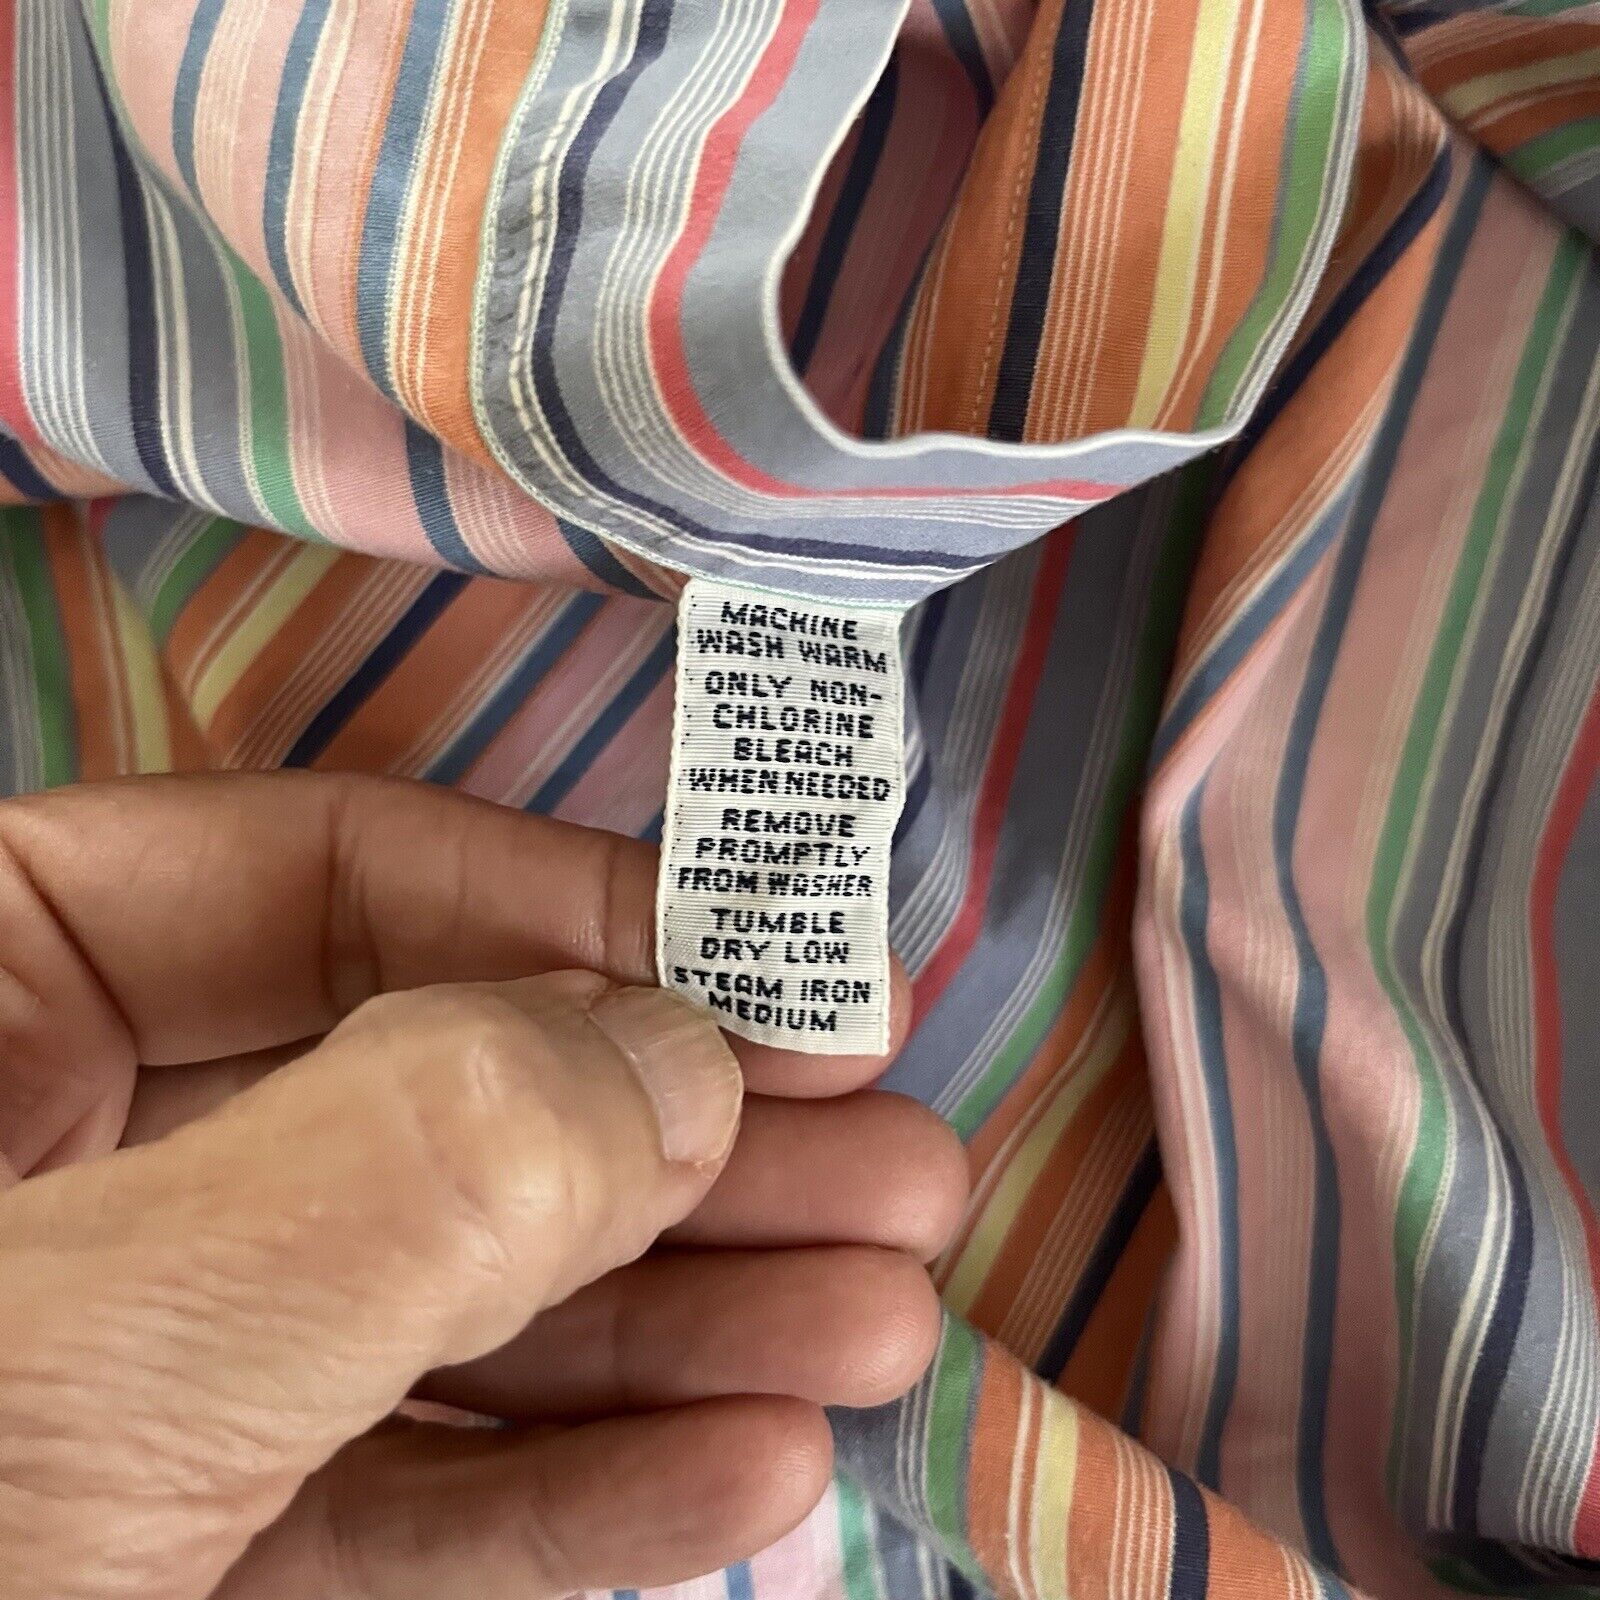 MACHINE
WASH WARM
ONLY NON-
CHLORINE
BLEACH
WHEN NEEDED
REMOVE
PROMPTLY
FROM WASHER
TUMBLE
DRY LOW
STEAM IRON
MEDIUM